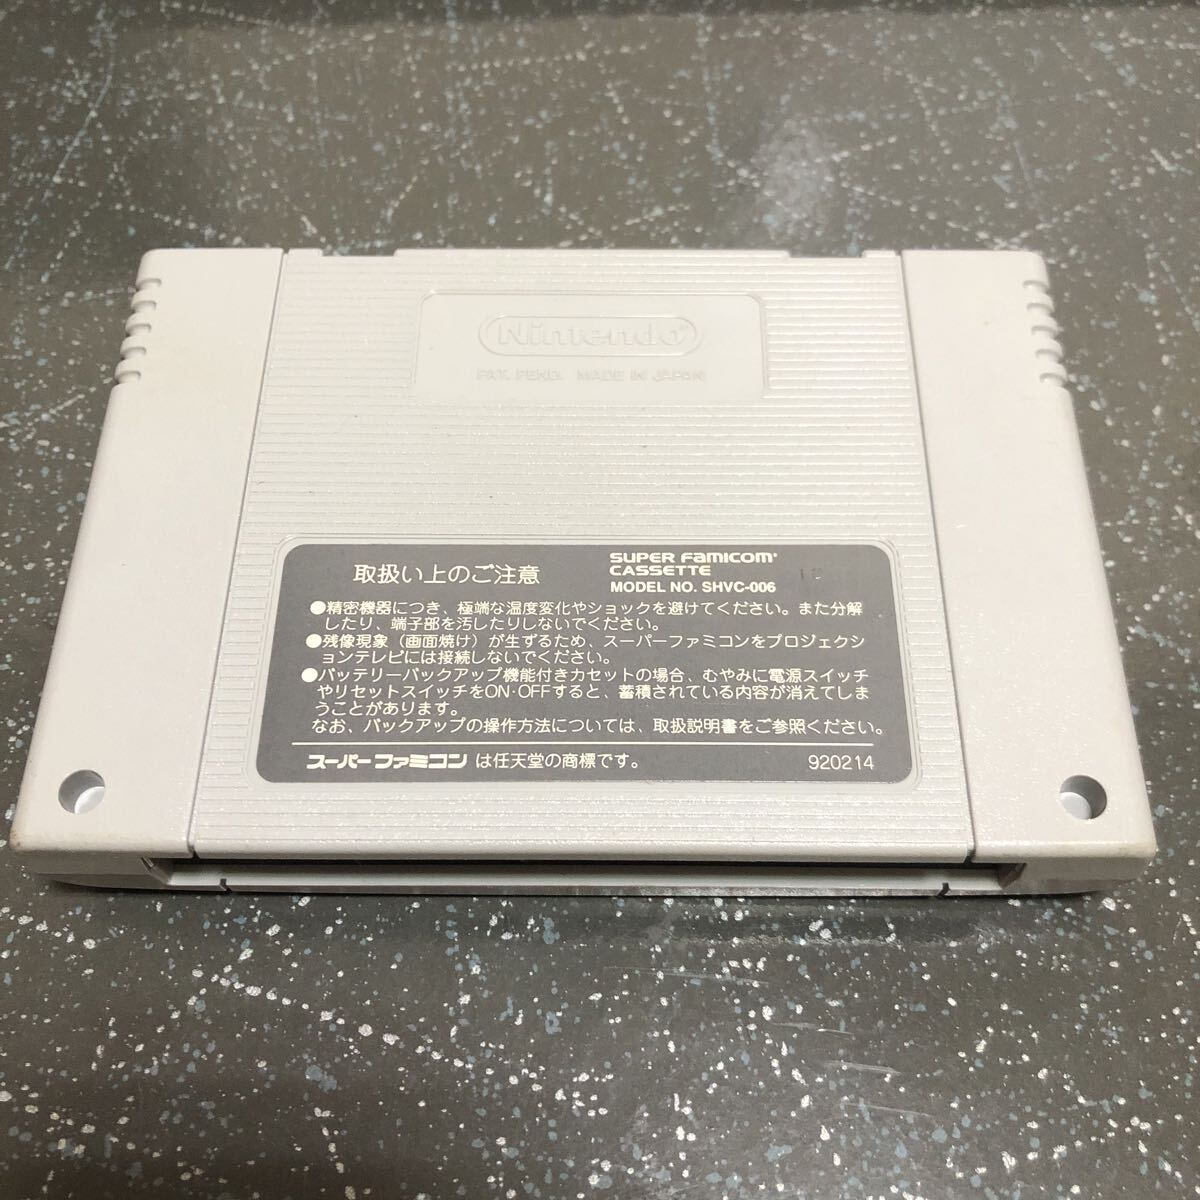 Nintendo®
PAT. PEND. MADE IN JAPAN
取扱い上のご注意
SUPER FAMICOM®
CASSETTE
MODEL NO. SHVC-006
●精密機器につき、極端な温度変化やショックを避けてください。また分解
したり、端子部を汚したりしないでください。
●残像現象（画面焼け）が生ずるため、スーパーファミコンをプロジェクシ
ョンテレビには接続しないでください。
●バッテリーバックアップ機能付きカセットの場合、むやみに電源スイッチ
やリセットスイッチをON・OFFすると、蓄積されている内容が消えてしま
うことがあります。
なお、バックアップの操作方法については、取扱説明書をご参照ください。
スーパーファミコン は任天堂の商標です。
920214